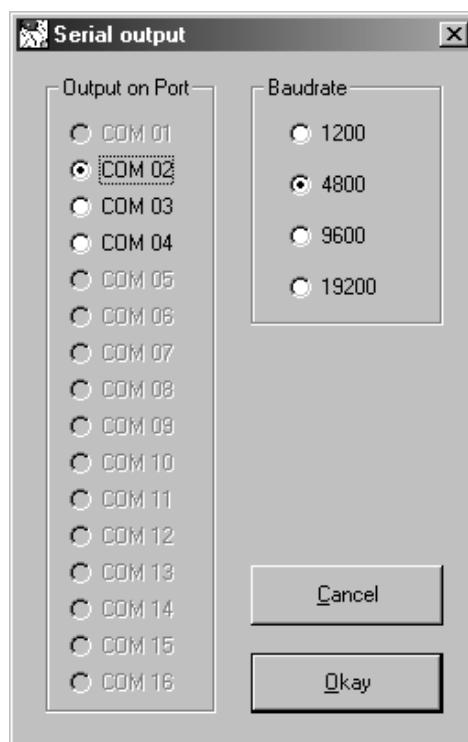 Serial output
Output on Port
COM 01
COM 02
COM 03
COM 04
COM 05
COM 06
COM 07
COM 08
COM 09
COM 10
COM 11
COM 12
COM 13
COM 14
COM 15
COM 16
Baudrate
1200
4800
9600
19200
Cancel
Okay